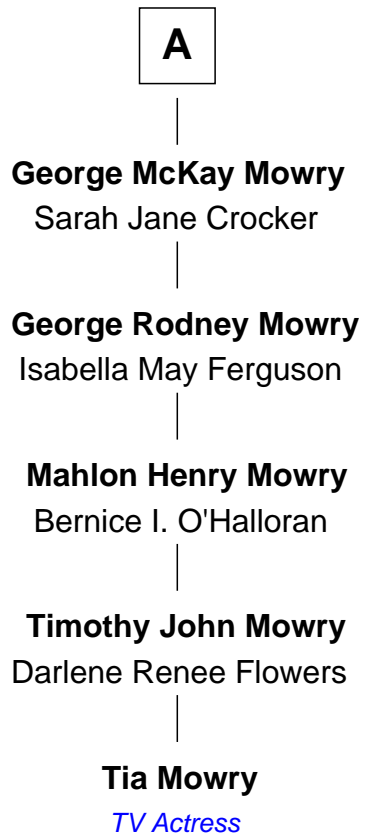 A
George McKay Mowry
Sarah Jane Crocker
George Rodney Mowry
Isabella May Ferguson
Mahlon Henry Mowry
Bernice I. O'Halloran
Timothy John Mowry
Darlene Renee Flowers
Tia Mowry
TV Actress